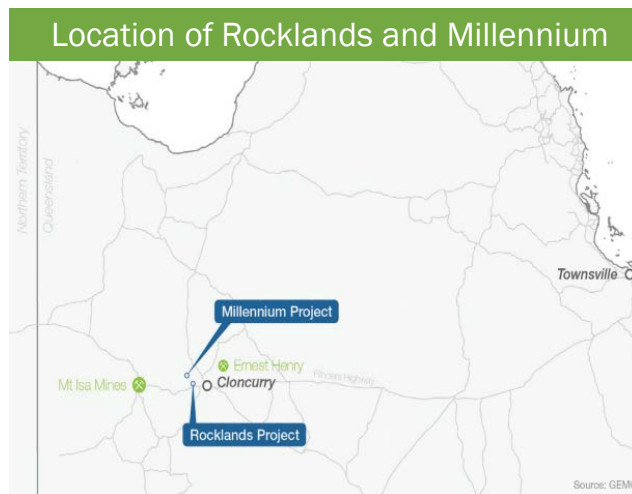 Location of Rocklands and Millennium
Northern Territory
Queensland
Townsville
Millennium Project
Ernest Henry
Flinders Highway
Mt Isa Mines
Cloncurry
Rocklands Project